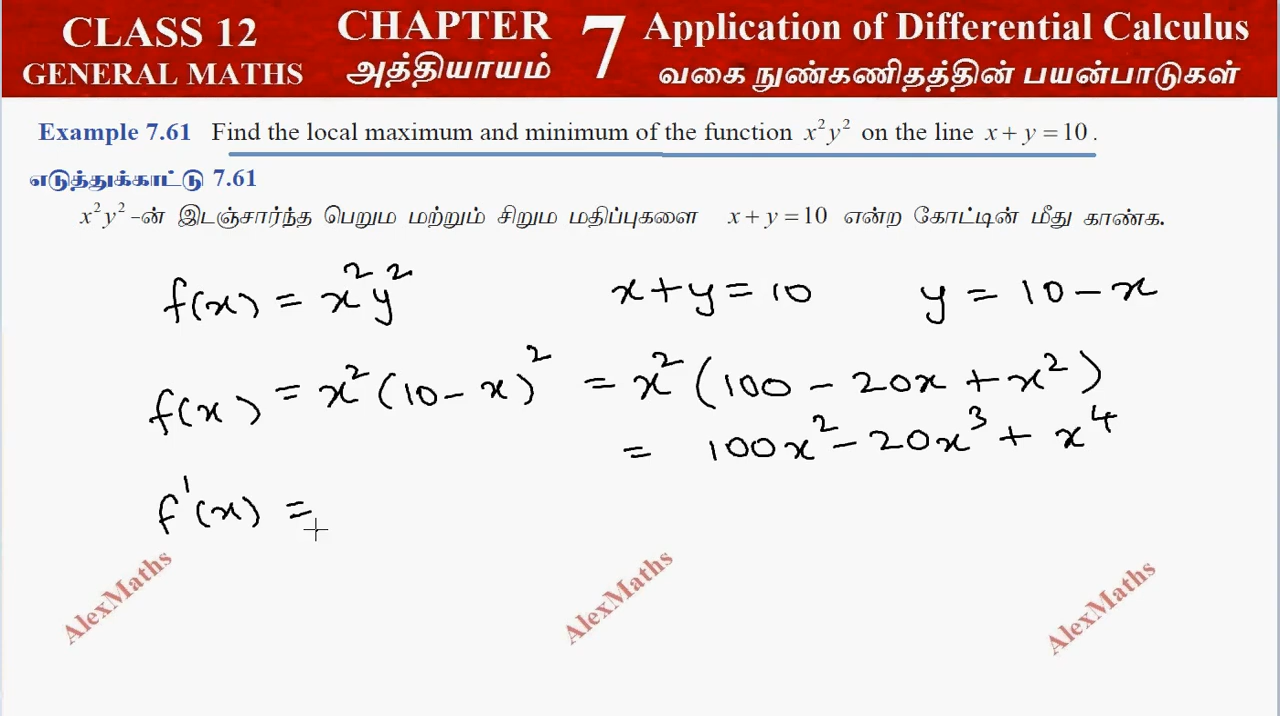 CLASS 12 CHAPTER 7 Application of Differential Calculus
GENERAL MATHS அத்தியாயம் வகை நுண்கணிதத்தின் பயன்பாடுகள்
Example 7.61 Find the local maximum and minimum of the function x²y² on the line x + y = 10 .
எடுத்துக்காட்டு 7.61
x²y² -ன் இடஞ்சார்ந்த பெறும மற்றும் சிறும மதிப்புகளை x + y = 10 என்ற கோட்டின் மீது காண்க.
f(x) = x²y² x+y = 10 y = 10 - x
f(x) = x²(10 - x)² = x²(100 - 20x + x²)
= 100x² - 20x³ + x⁴
f'(x) =
AlexMaths AlexMaths AlexMaths